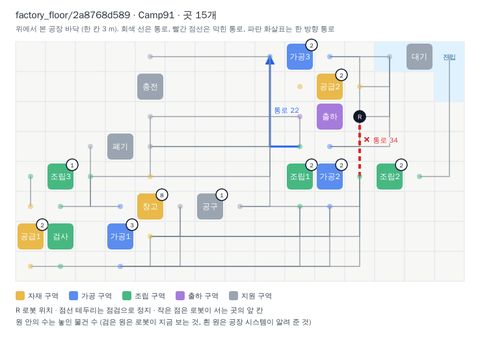 factory_floor/2a8768d589 · Camp91 · 곳 15개
위에서 본 공장 바닥 (한 칸 3 m). 회색 선은 통로, 빨간 점선은 막힌 통로, 파란 화살표는 한 방향 통로
가공3
2
대기
진입
충전
공급2
2
통로 22
출하
R
✖ 통로 34
폐기
조립3
1
조립1
2
가공2
2
조립2
2
창고
8
공구
1
공급1
2
검사
가공1
3
자재 구역
가공 구역
조립 구역
출하 구역
지원 구역
R 로봇 위치 · 점선 테두리는 점검으로 정지 · 작은 점은 로봇이 서는 곳의 앞 칸
원 안의 수는 놓인 물건 수 (검은 원은 로봇이 지금 보는 것, 흰 원은 공장 시스템이 알려 준 것)